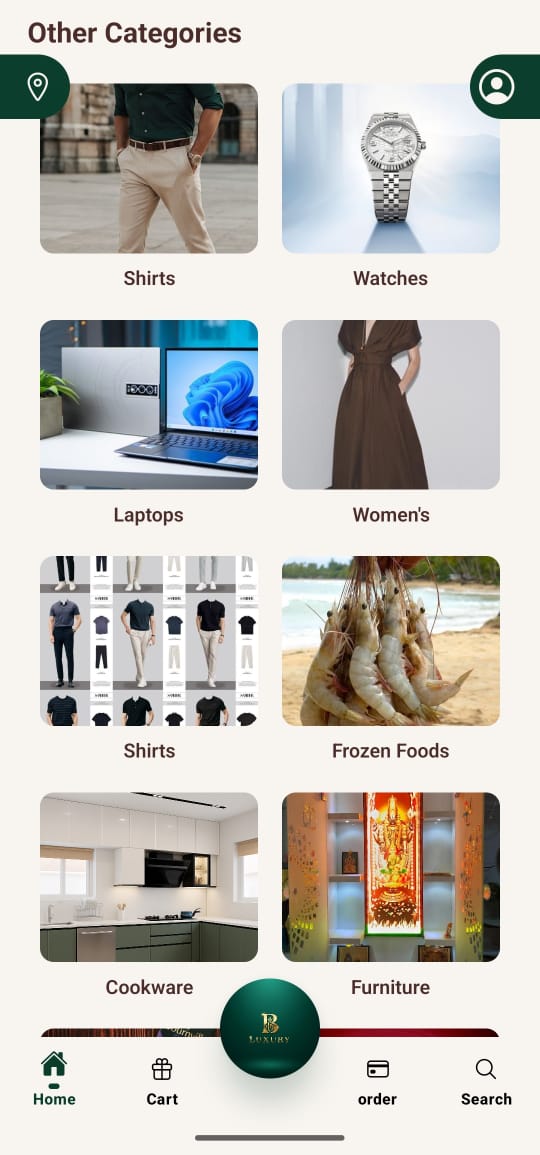 Other Categories
Shirts
Watches
Laptops
Women's
Shirts
Frozen Foods
Cookware
Furniture
B
LUXURY
Home
Cart
order
Search